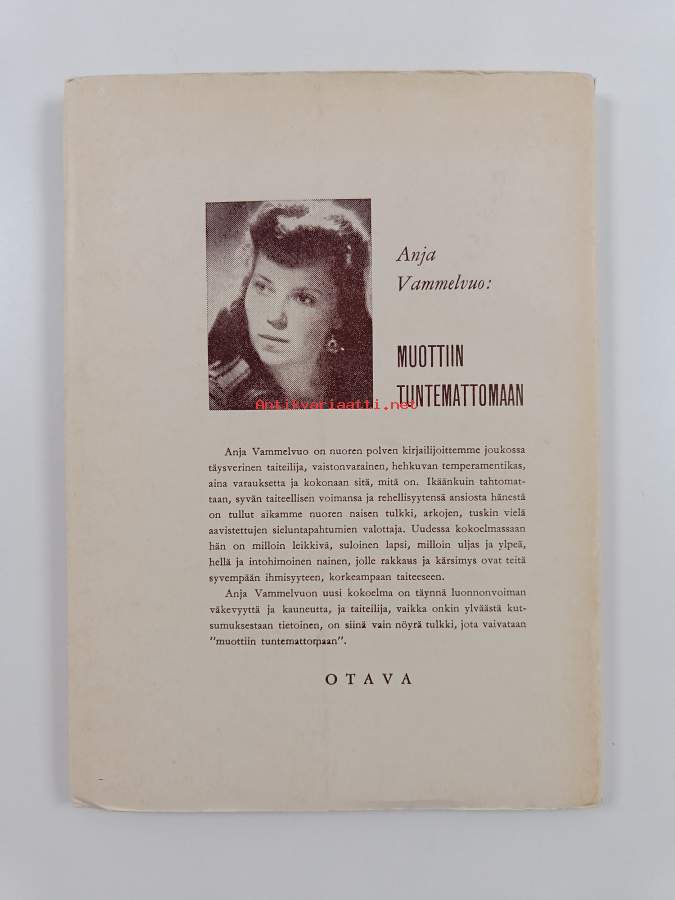 Anja
Vammelvuo:
MUOTTIIN
TUNTEMATTOMAAN
Antikvariaatti.net
Anja Vammelvuo on nuoren polven kirjailijoittemme joukossa
täysverinen taiteilija, vaistonvarainen, hehkuvan temperamentikas,
aina varauksetta ja kokonaan sitä, mitä on. Ikäänkuin tahtomat-
taan, syvän taiteellisen voimansa ja rehellisyytensä ansiosta hänestä
on tullut aikamme nuoren naisen tulkki, arkojen, tuskin vielä
aavistettujen sieluntapahtumien valottaja. Uudessa kokoelmassaan
hän on milloin leikkivä, suloinen lapsi, milloin uljas ja ylpeä,
hellä ja intohimoinen nainen, jolle rakkaus ja kärsimys ovat teitä
syvempään ihmisyyteen, korkeampaan taiteeseen.
Anja Vammelvuon uusi kokoelma on täynnä luonnonvoiman
väkevyyttä ja kauneutta, ja taiteilija, vaikka onkin ylväästä kut-
sumuksestaan tietoinen, on siinä vain nöyrä tulkki, jota vaivataan
"muottiin tuntemattomaan".
OTAVA